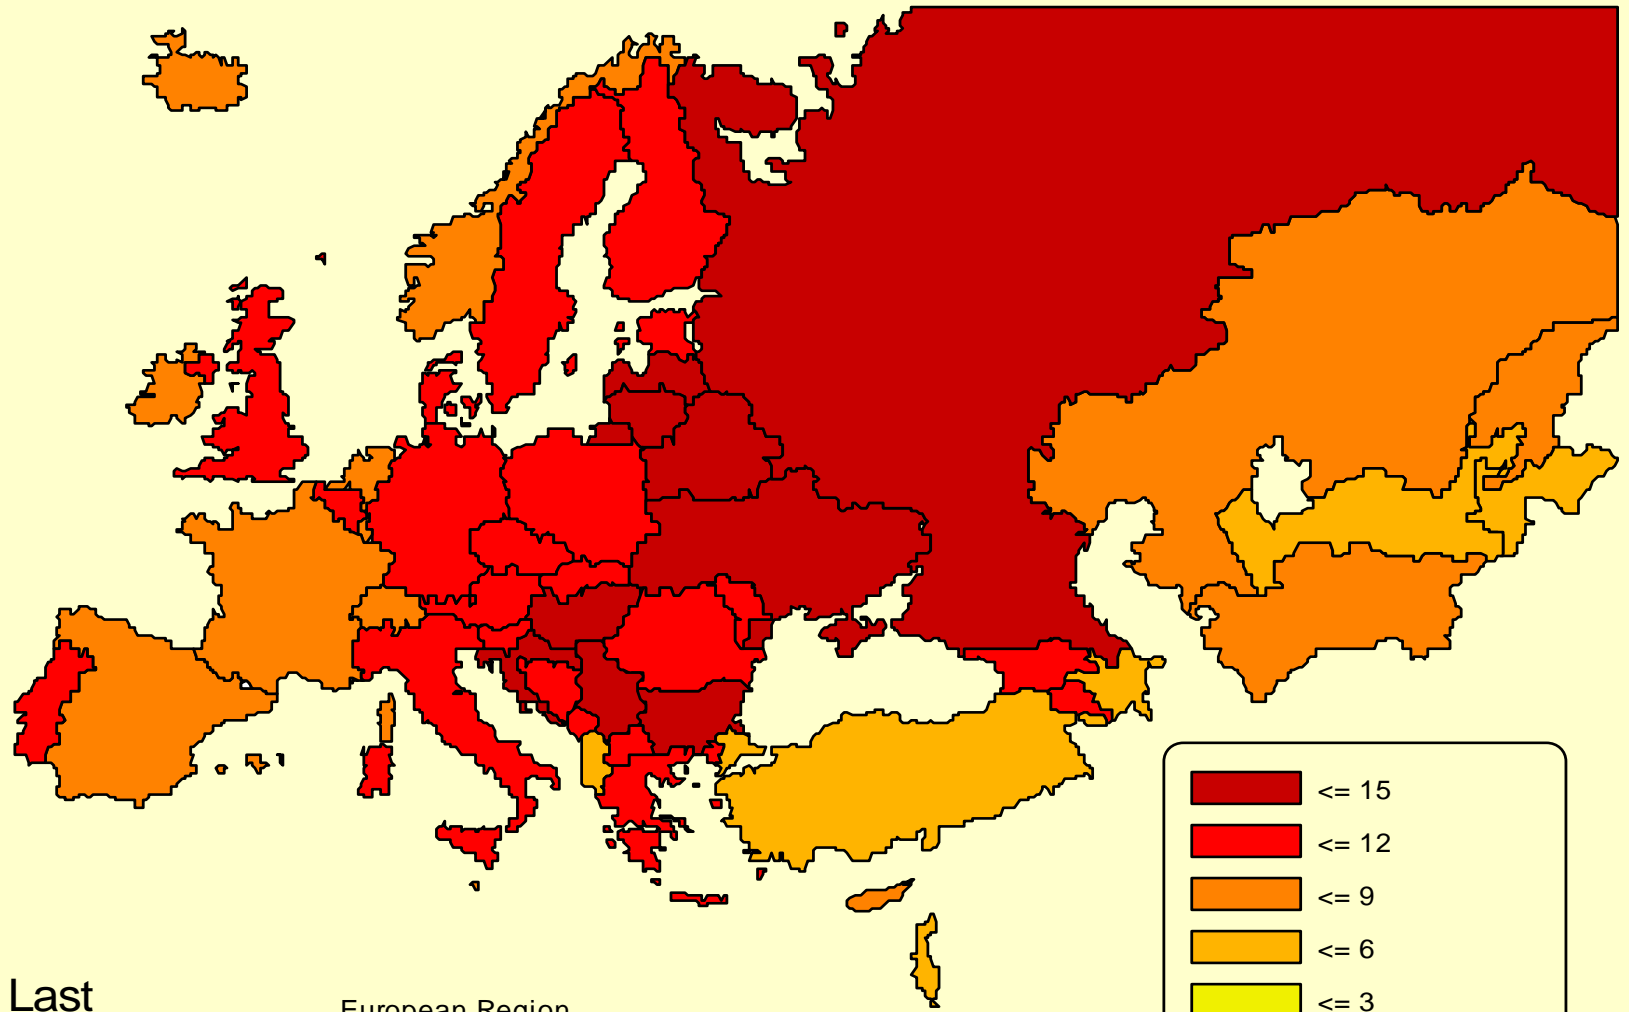 <= 15
<= 12
<= 9
<= 6
<= 3
Last
European Region